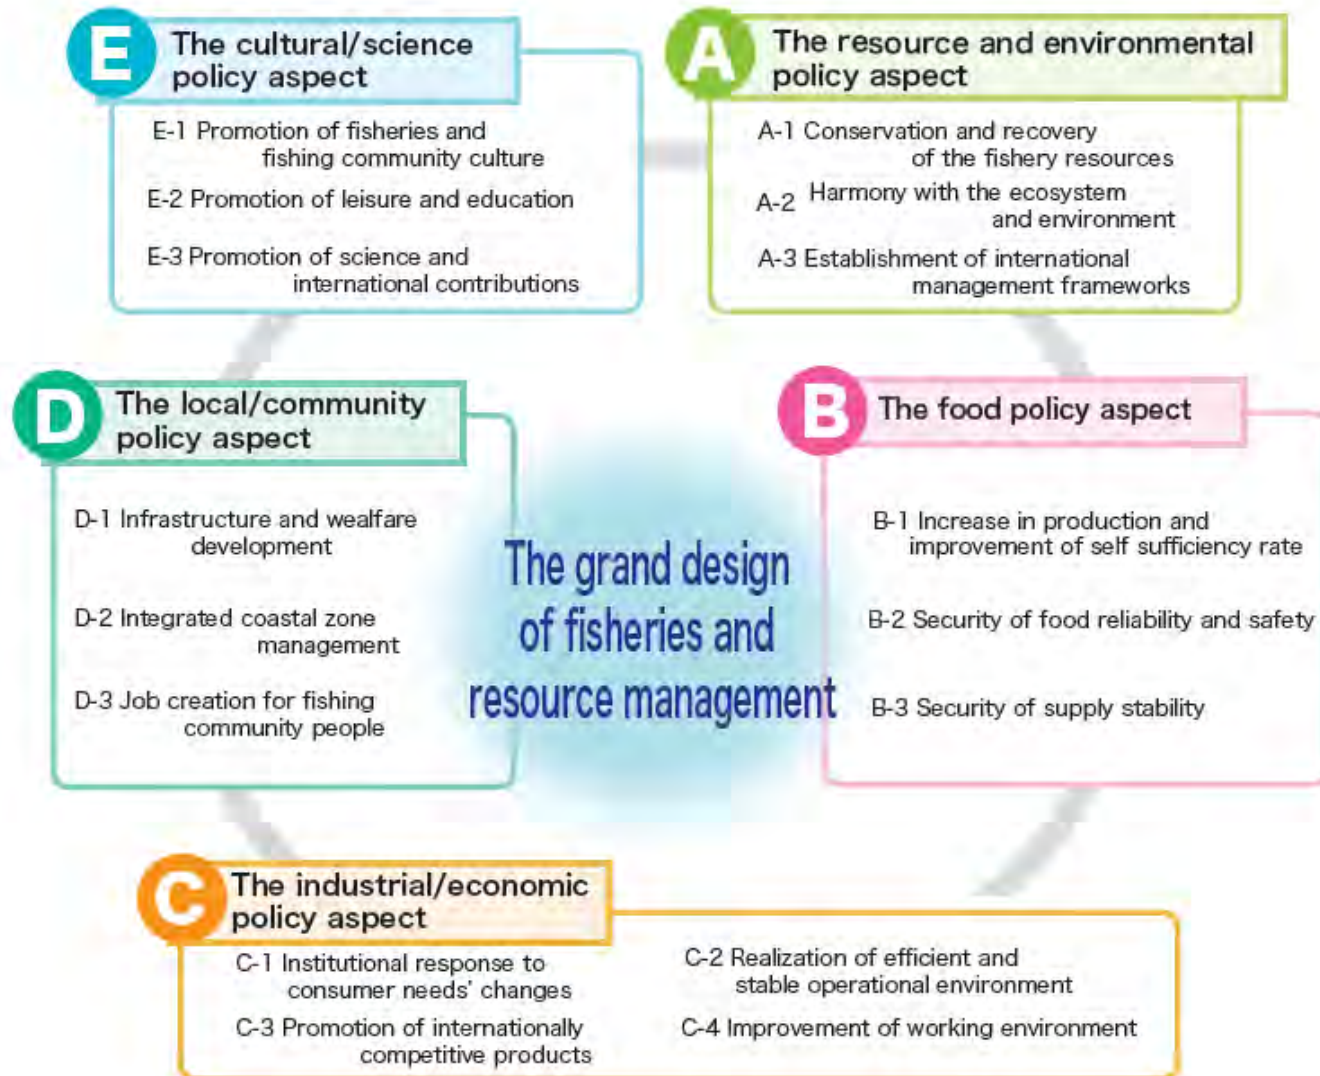 E
The cultural/science
policy aspect
E-1 Promotion of fisheries and
fishing community culture
E-2 Promotion of leisure and education
E-3 Promotion of science and
international contributions
A
The resource and environmental
policy aspect
A-1 Conservation and recovery
of the fishery resources
A-2 Harmony with the ecosystem
and environment
A-3 Establishment of international
management frameworks
D
The local/community
policy aspect
D-1 Infrastructure and wealfare
development
D-2 Integrated coastal zone
management
D-3 Job creation for fishing
community people
The grand design
of fisheries and
resource management
B
The food policy aspect
B-1 Increase in production and
improvement of self sufficiency rate
B-2 Security of food reliability and safety
B-3 Security of supply stability
C
The industrial/economic
policy aspect
C-1 Institutional response to
consumer needs' changes
C-2 Realization of efficient and
stable operational environment
C-3 Promotion of internationally
competitive products
C-4 Improvement of working environment